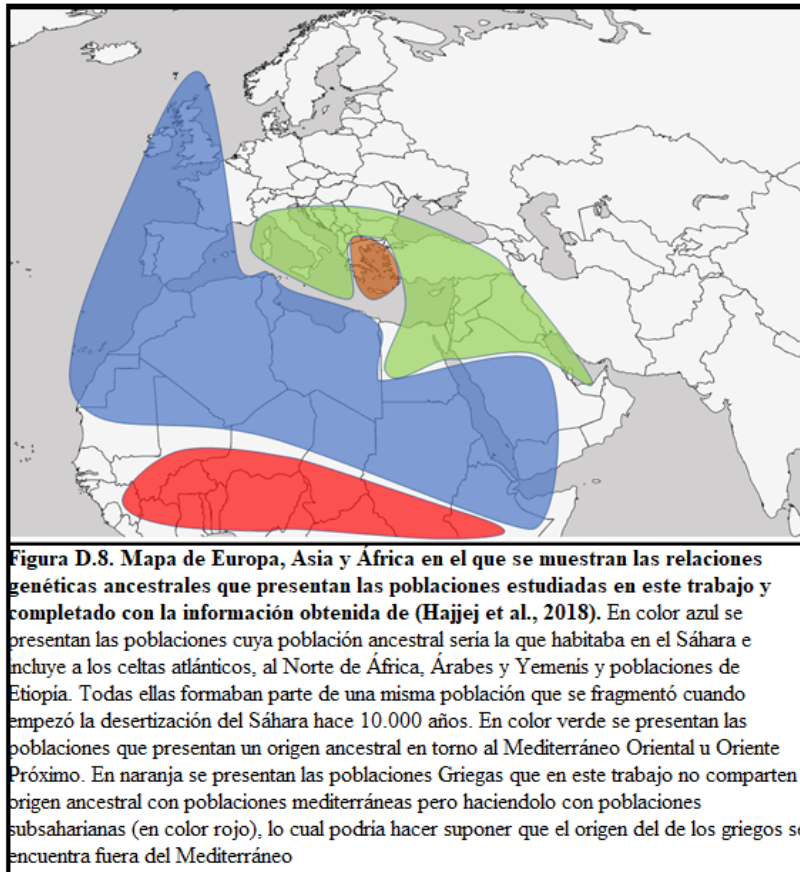 Figura D.8. Mapa de Europa, Asia y África en el que se muestran las relaciones
genéticas ancestrales que presentan las poblaciones estudiadas en este trabajo y
completado con la información obtenida de (Hajjej et al., 2018). En color azul se
presentan las poblaciones cuya población ancestral sería la que habitaba en el Sáhara e
incluye a los celtas atlánticos, al Norte de África, Árabes y Yemenís y poblaciones de
Etiopía. Todas ellas formaban parte de una misma población que se fragmentó cuando
empezó la desertización del Sáhara hace 10.000 años. En color verde se presentan las
poblaciones que presentan un origen ancestral en torno al Mediterráneo Oriental u Oriente
Próximo. En naranja se presentan las poblaciones Griegas que en este trabajo no comparten
origen ancestral con poblaciones mediterráneas pero haciendolo con poblaciones
subsaharianas (en color rojo), lo cual podría hacer suponer que el origen del de los griegos se
encuentra fuera del Mediterráneo